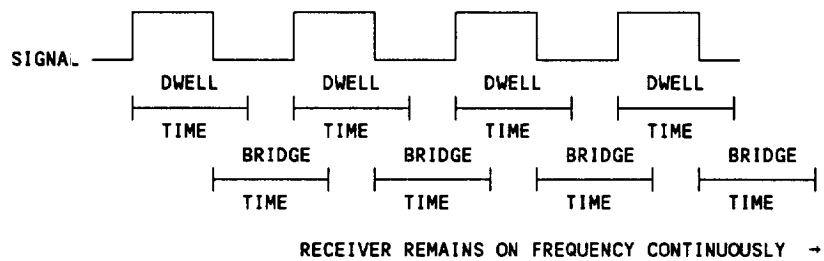 SIGNAL
DWELL DWELL DWELL DWELL
TIME TIME TIME TIME
BRIDGE BRIDGE BRIDGE BRIDGE
TIME TIME TIME TIME
RECEIVER REMAINS ON FREQUENCY CONTINUOUSLY →